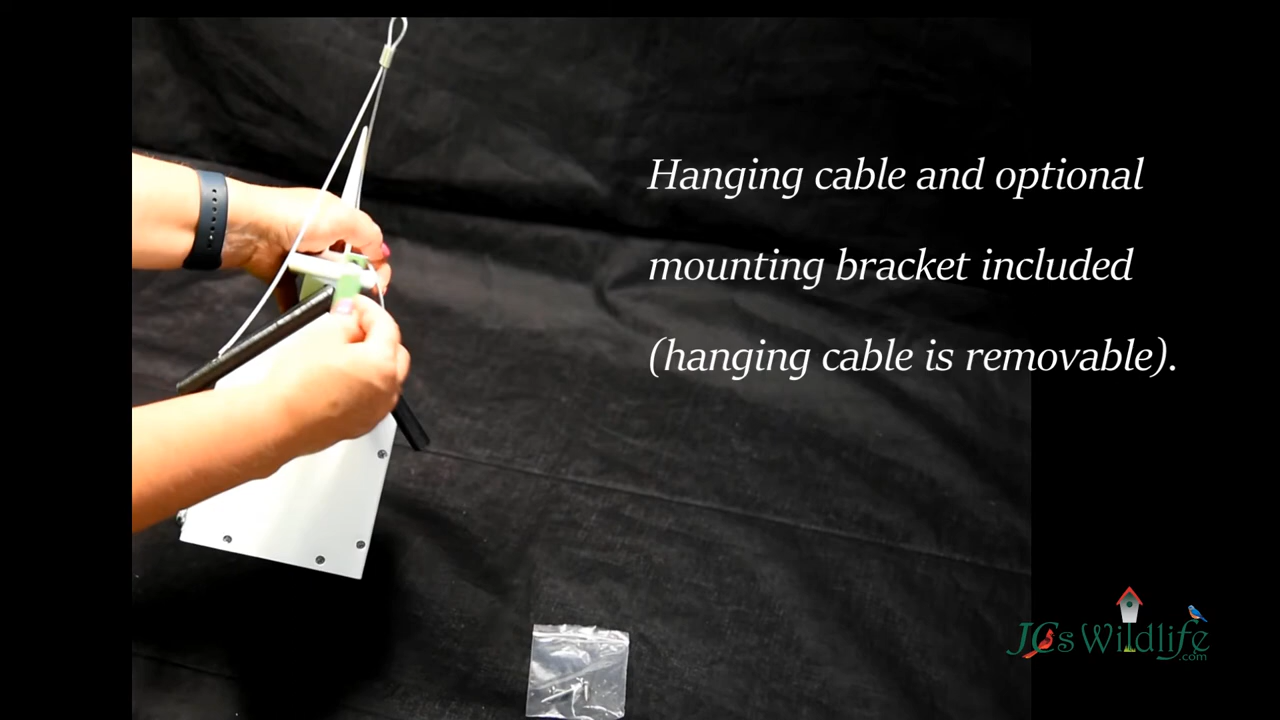 Hanging cable and optional
mounting bracket included
(hanging cable is removable).
JCs Wildlife
.com